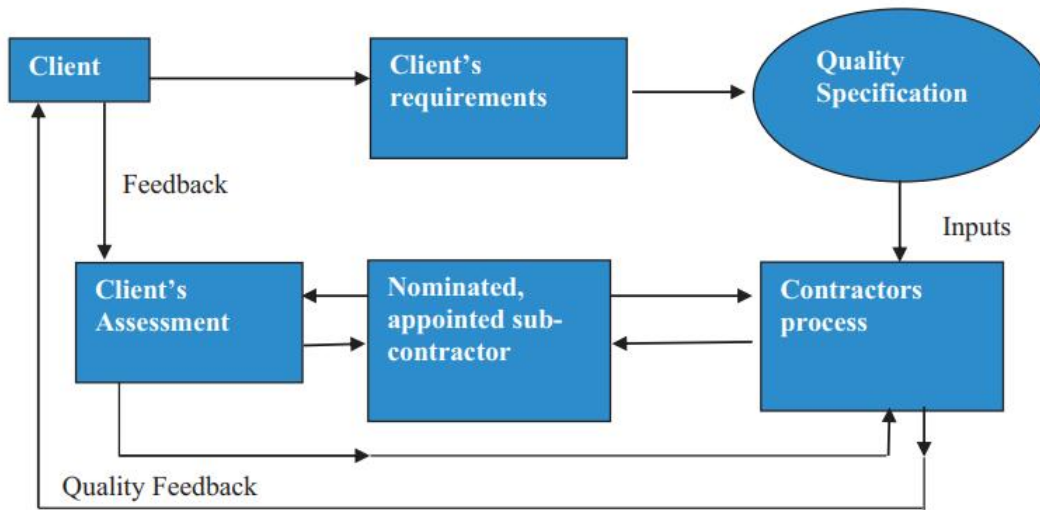 Client
Client's
requirements
Quality
Specification
Feedback
Inputs
Client's
Assessment
Nominated,
appointed sub-
contractor
Contractors
process
Quality Feedback